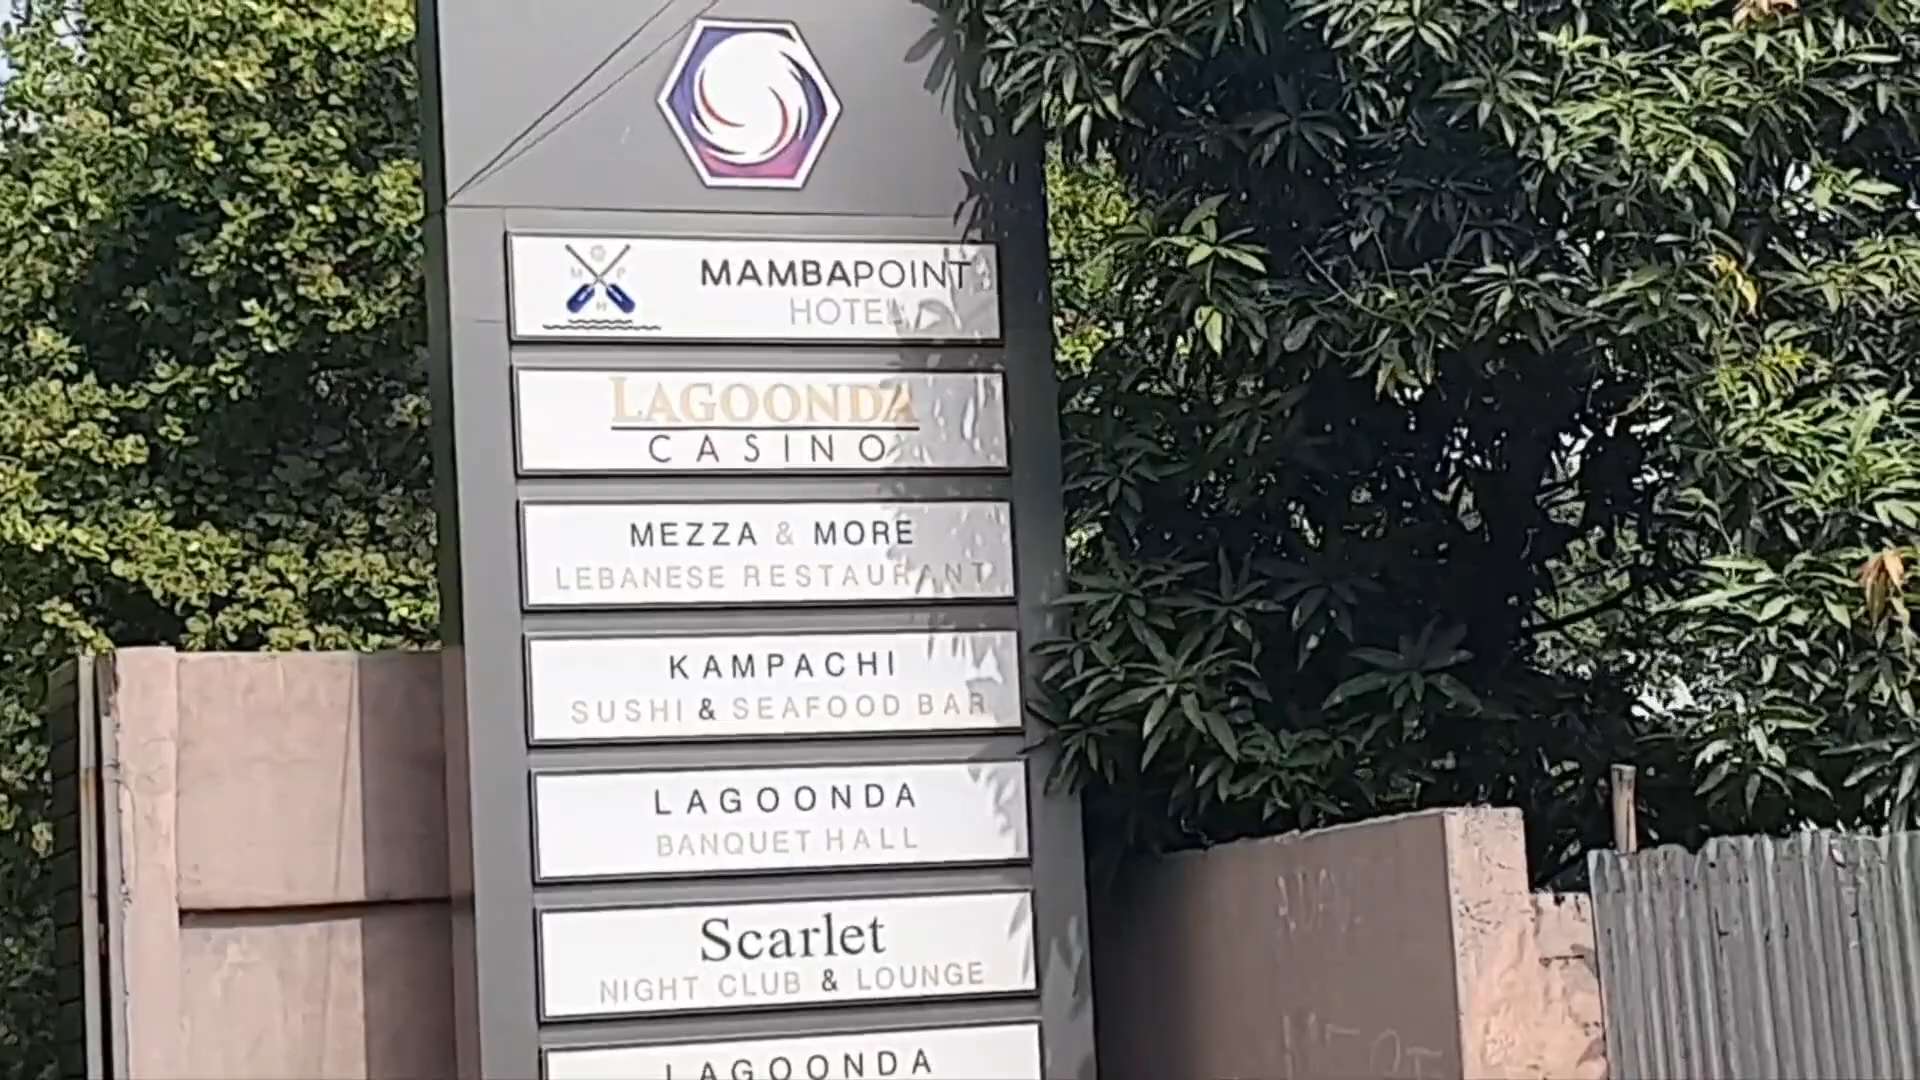 MAMBAPOINT
HOTEL
LAGOONDA
CASINO
MEZZA & MORE
LEBANESE RESTAURANT
KAMPACHI
SUSHI & SEAFOOD BAR
LAGOONDA
BANQUET HALL
Scarlet
NIGHT CLUB & LOUNGE
LAGOONDA